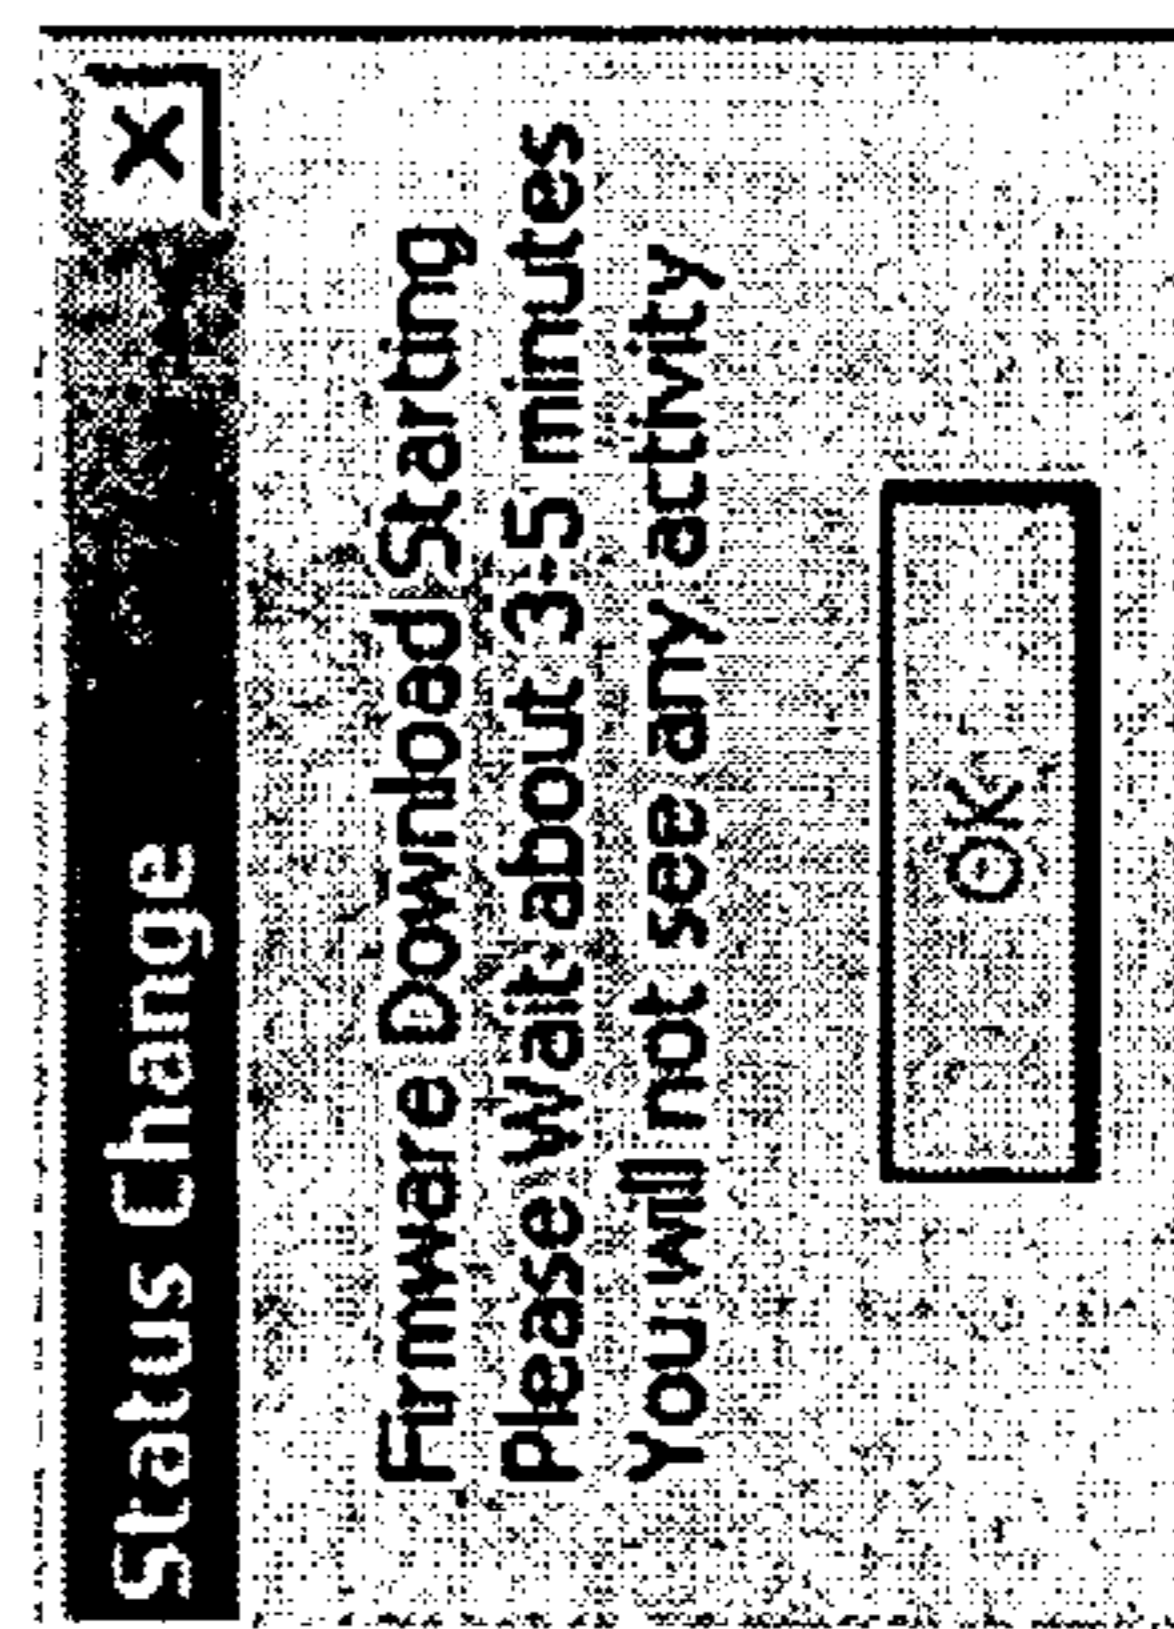 Status Change X
Firmware Download Starting
Please Wait about 3-5 minutes
You will not see any activity
OK